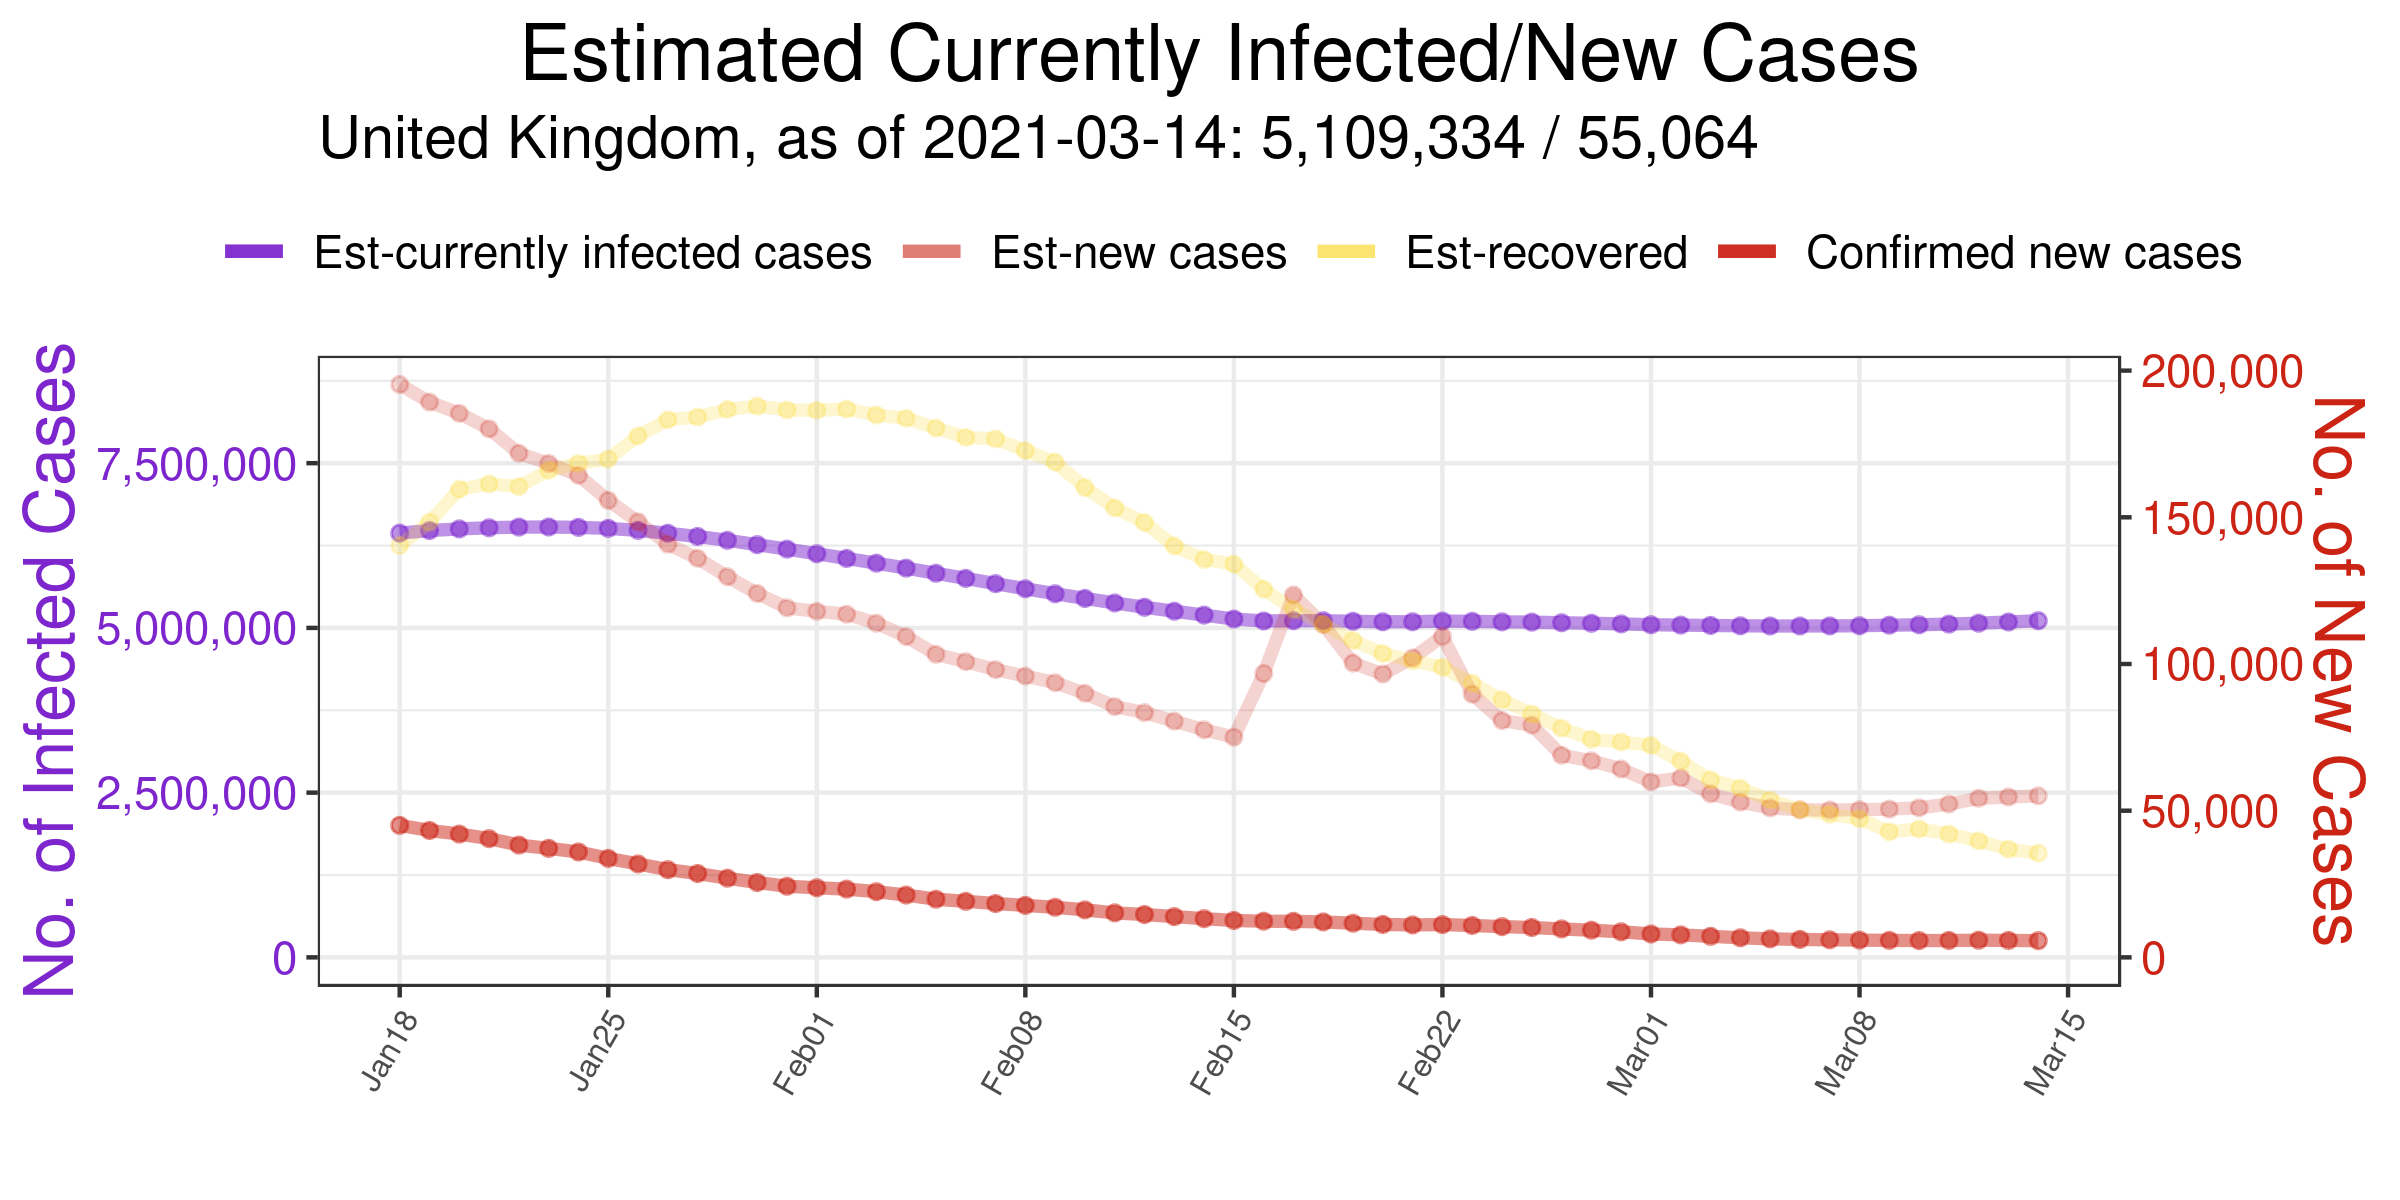 Estimated Currently Infected/New Cases
United Kingdom, as of 2021-03-14: 5,109,334 / 55,064
Est-currently infected cases Est-new cases Est-recovered Confirmed new cases
No. of Infected Cases
7,500,000
5,000,000
2,500,000
0
200,000
150,000
100,000
50,000
0
No. of New Cases
Jan18 Jan25 Feb01 Feb08 Feb15 Feb22 Mar01 Mar08 Mar15